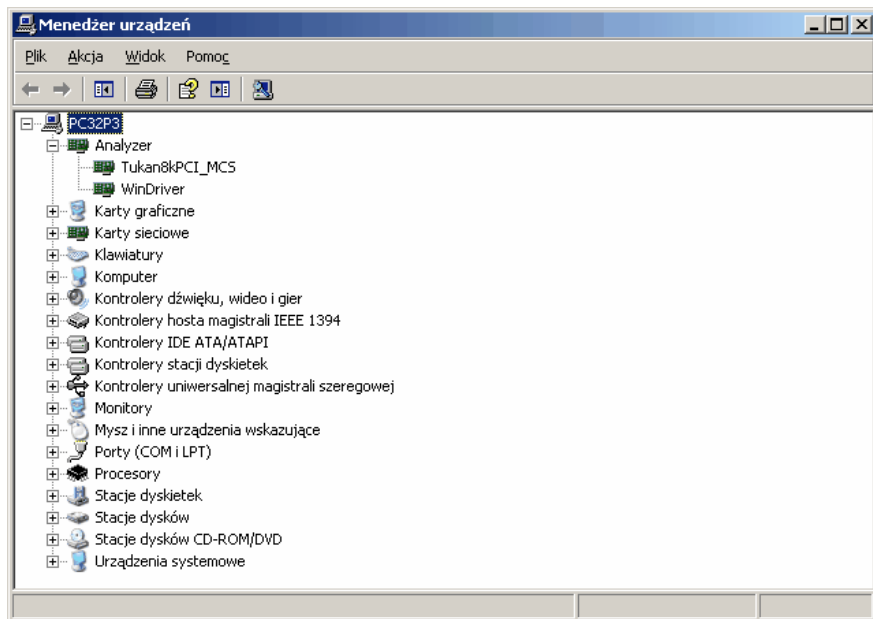 Menedżer urządzeń
Plik Akcja Widok Pomoc
PC32P3
Analyzer
Tukan8kPCI_MCS
WinDriver
Karty graficzne
Karty sieciowe
Klawiatury
Komputer
Kontrolery dźwięku, wideo i gier
Kontrolery hosta magistrali IEEE 1394
Kontrolery IDE ATA/ATAPI
Kontrolery stacji dyskietek
Kontrolery uniwersalnej magistrali szeregowej
Monitory
Mysz i inne urządzenia wskazujące
Porty (COM i LPT)
Procesory
Stacje dyskietek
Stacje dysków
Stacje dysków CD-ROM/DVD
Urządzenia systemowe